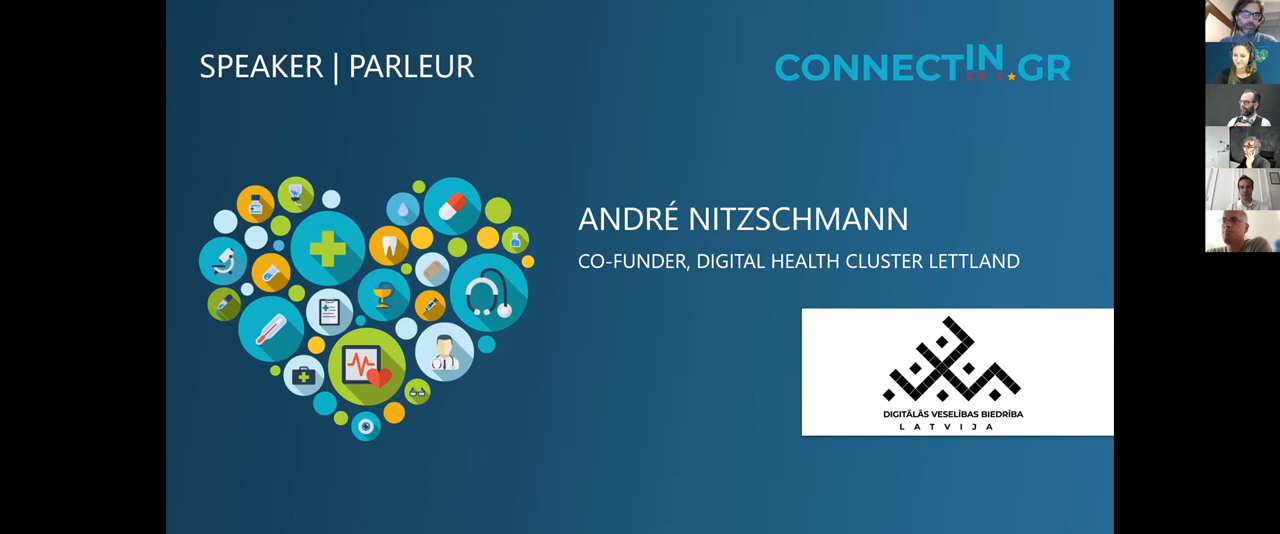 SPEAKER | PARLEUR
CONNECTIN.GR
ANDRÉ NITZSCHMANN
CO-FUNDER, DIGITAL HEALTH CLUSTER LETTLAND
DIGITĀLĀS VESELĪBAS BIEDRĪBA
LATVIJA